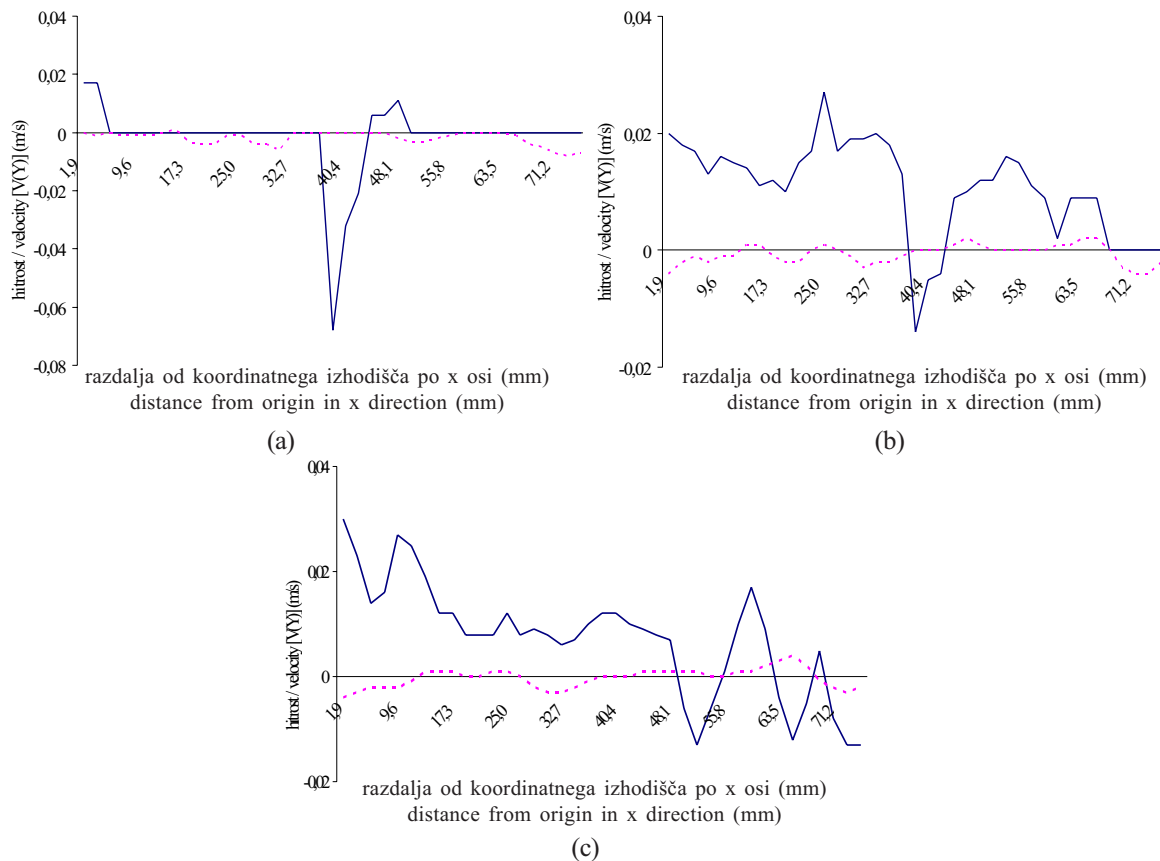 0,04
0,02
0
-0,02
-0,04
-0,06
-0,08
hitrost / velocity [V(Y)] (m/s)
1,9 9,6 17,3 25,0 32,7 40,4 48,1 55,8 63,5 71,2
razdalja od koordinatnega izhodišča po x osi (mm)
distance from origin in x direction (mm)
(a)
0,04
0,02
0
-0,02
hitrost / velocity [V(Y)] (m/s)
1,9 9,6 17,3 25,0 32,7 40,4 48,1 55,8 63,5 71,2
razdalja od koordinatnega izhodišča po x osi (mm)
distance from origin in x direction (mm)
(b)
0,04
0,02
0
-0,02
hitrost / velocity [V(Y)] (m/s)
1,9 9,6 17,3 25,0 32,7 40,4 48,1 55,8 63,5 71,2
razdalja od koordinatnega izhodišča po x osi (mm)
distance from origin in x direction (mm)
(c)